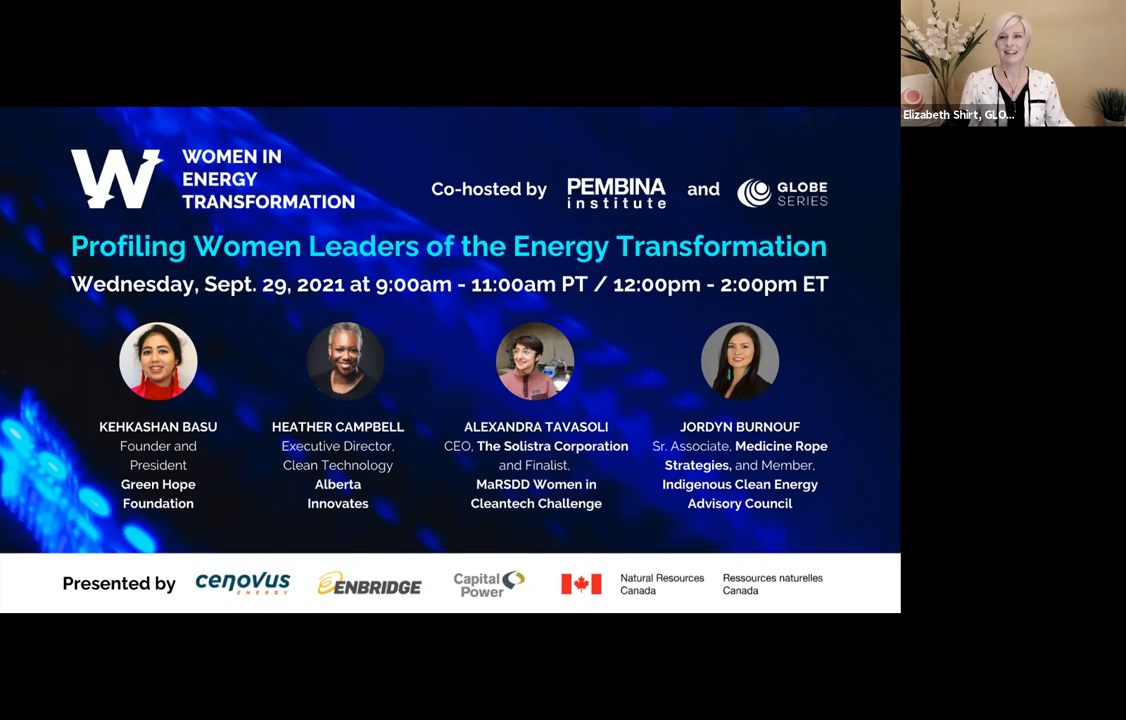 Elizabeth Shirt, GLO...
WOMEN IN
ENERGY
TRANSFORMATION
Co-hosted by PEMBINA institute and GLOBE SERIES
Profiling Women Leaders of the Energy Transformation
Wednesday, Sept. 29, 2021 at 9:00am - 11:00am PT / 12:00pm - 2:00pm ET
KEHKASHAN BASU
Founder and
President
Green Hope
Foundation
HEATHER CAMPBELL
Executive Director,
Clean Technology
Alberta
Innovates
ALEXANDRA TAVASOLI
CEO, The Solistra Corporation
and Finalist,
MaRSDD Women in
Cleantech Challenge
JORDYN BURNOUF
Sr. Associate, Medicine Rope
Strategies, and Member,
Indigenous Clean Energy
Advisory Council
Presented by
cenovus
ENERGY
ENBRIDGE
Capital
Power
Natural Resources
Canada
Ressources naturelles
Canada